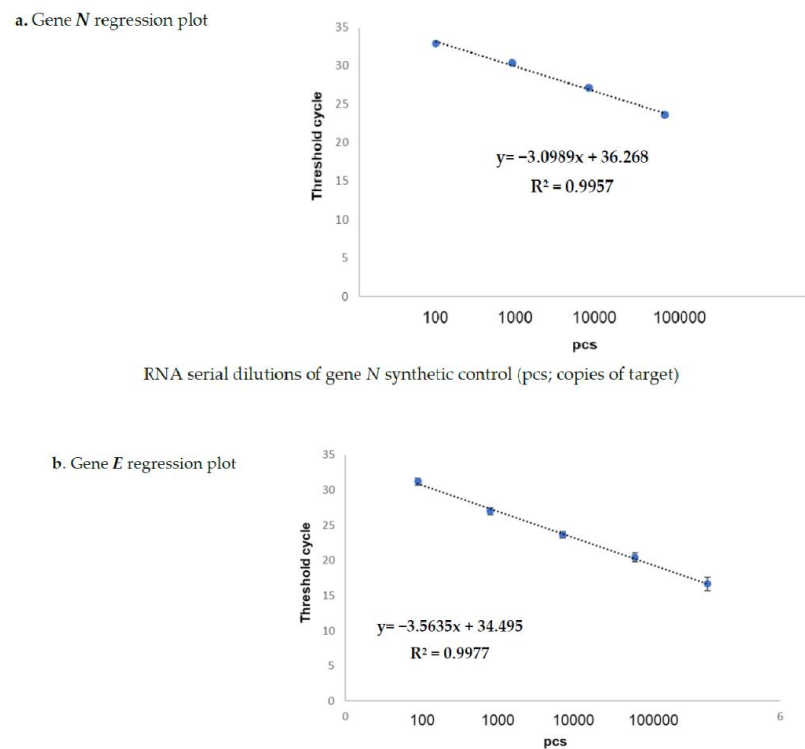 a. Gene N regression plot
35
30
25
20
15
10
5
0
Threshold cycle
y= −3.0989x + 36.268
R² = 0.9957
100 1000 10000 100000
pcs
RNA serial dilutions of gene N synthetic control (pcs; copies of target)
b. Gene E regression plot
35
30
25
20
15
10
5
0
Threshold cycle
y= −3.5635x + 34.495
R² = 0.9977
0 100 1000 10000 100000 6
pcs